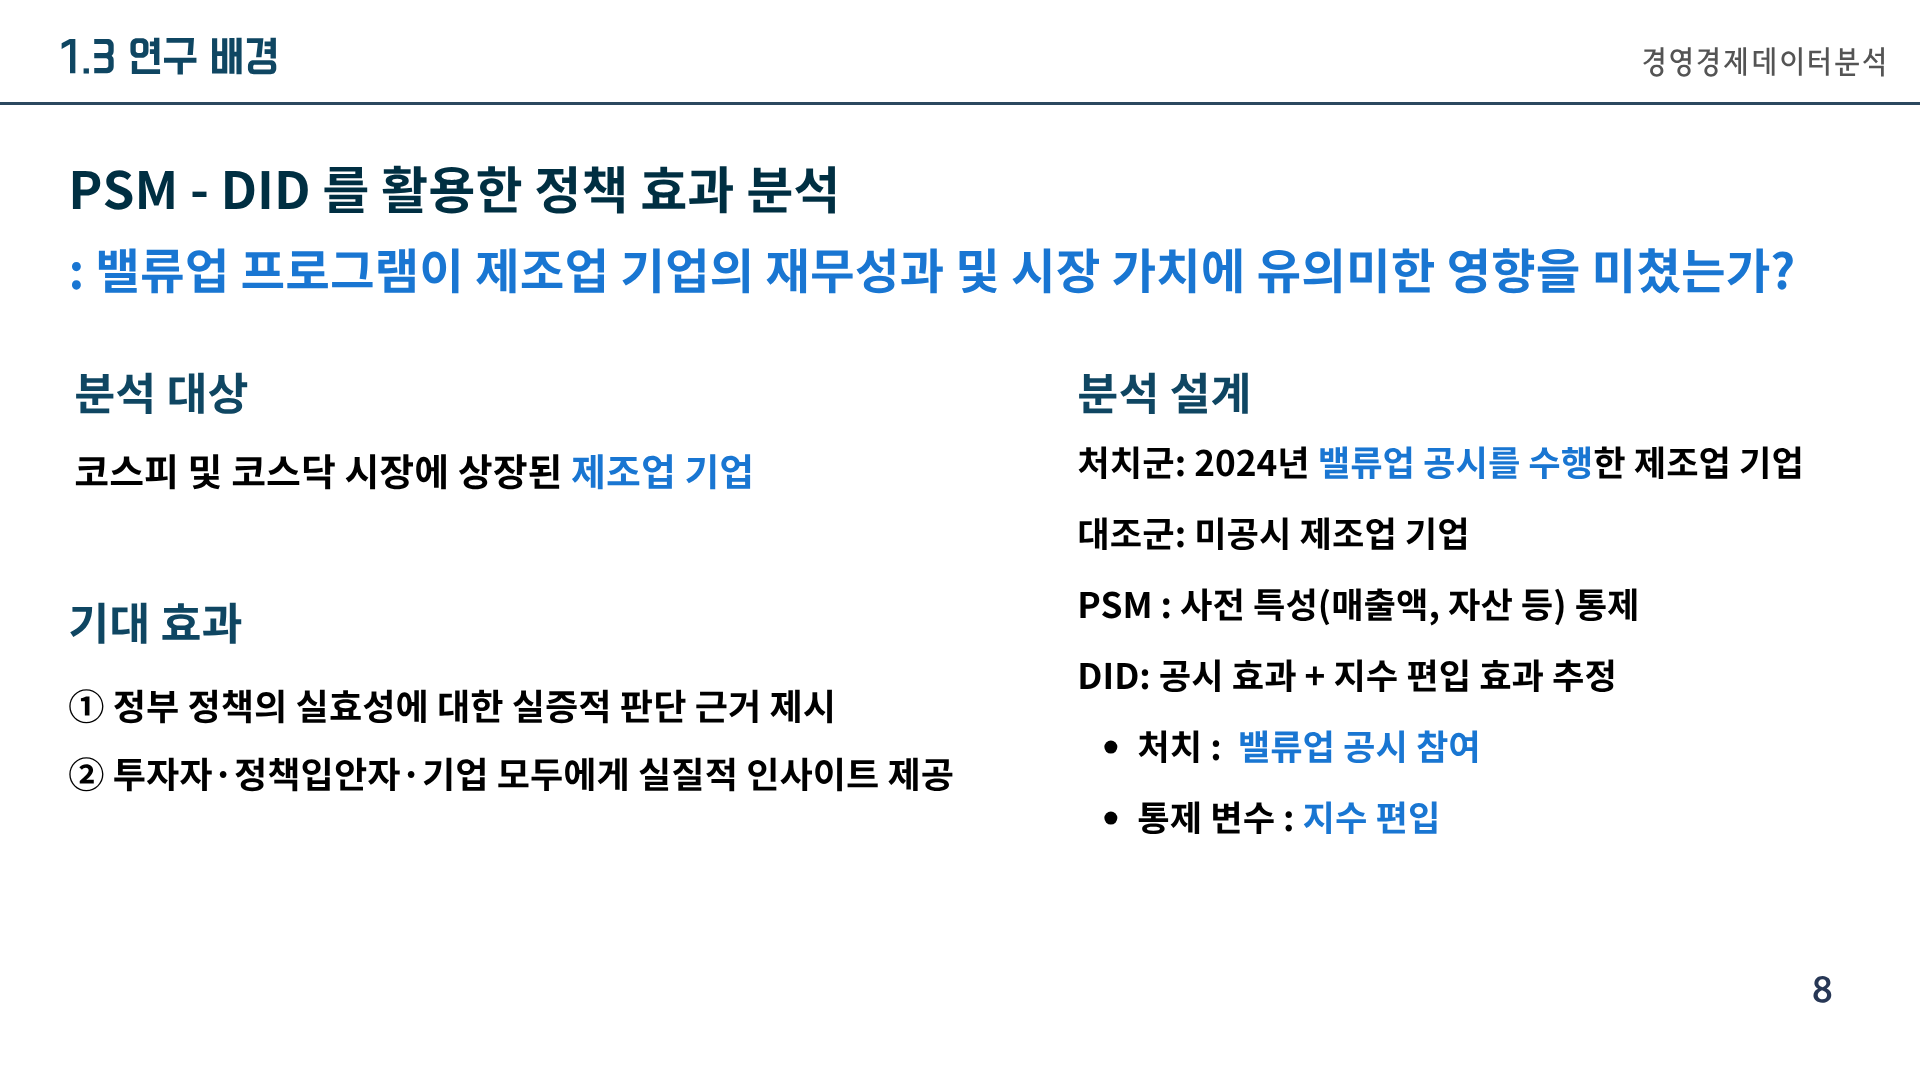 1.3 연구 배경
경영경제데이터분석
PSM - DID 를 활용한 정책 효과 분석
: 밸류업 프로그램이 제조업 기업의 재무성과 및 시장 가치에 유의미한 영향을 미쳤는가?
분석 대상
코스피 및 코스닥 시장에 상장된 제조업 기업
기대 효과
① 정부 정책의 실효성에 대한 실증적 판단 근거 제시
② 투자자·정책입안자·기업 모두에게 실질적 인사이트 제공
분석 설계
처치군: 2024년 밸류업 공시를 수행한 제조업 기업
대조군: 미공시 제조업 기업
PSM : 사전 특성(매출액, 자산 등) 통제
DID: 공시 효과 + 지수 편입 효과 추정
• 처치 : 밸류업 공시 참여
• 통제 변수 : 지수 편입
8